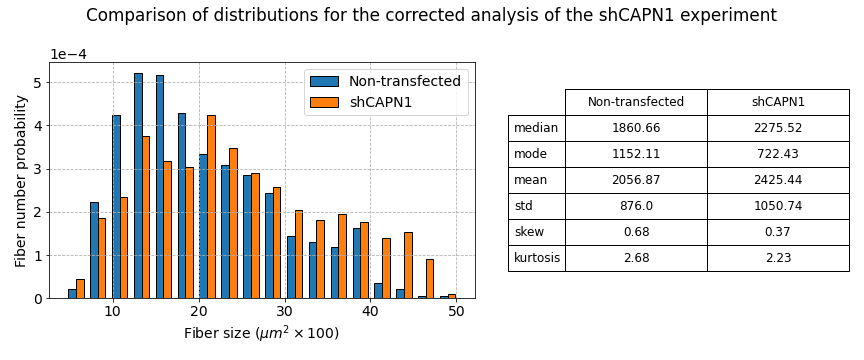 Comparison of distributions for the corrected analysis of the shCAPN1 experiment
1e−4
5
4
3
2
1
0
Fiber number probability
10 20 30 40 50
Fiber size (μm² × 100)
Non-transfected
shCAPN1
Non-transfected shCAPN1
median 1860.66 2275.52
mode 1152.11 722.43
mean 2056.87 2425.44
std 876.0 1050.74
skew 0.68 0.37
kurtosis 2.68 2.23